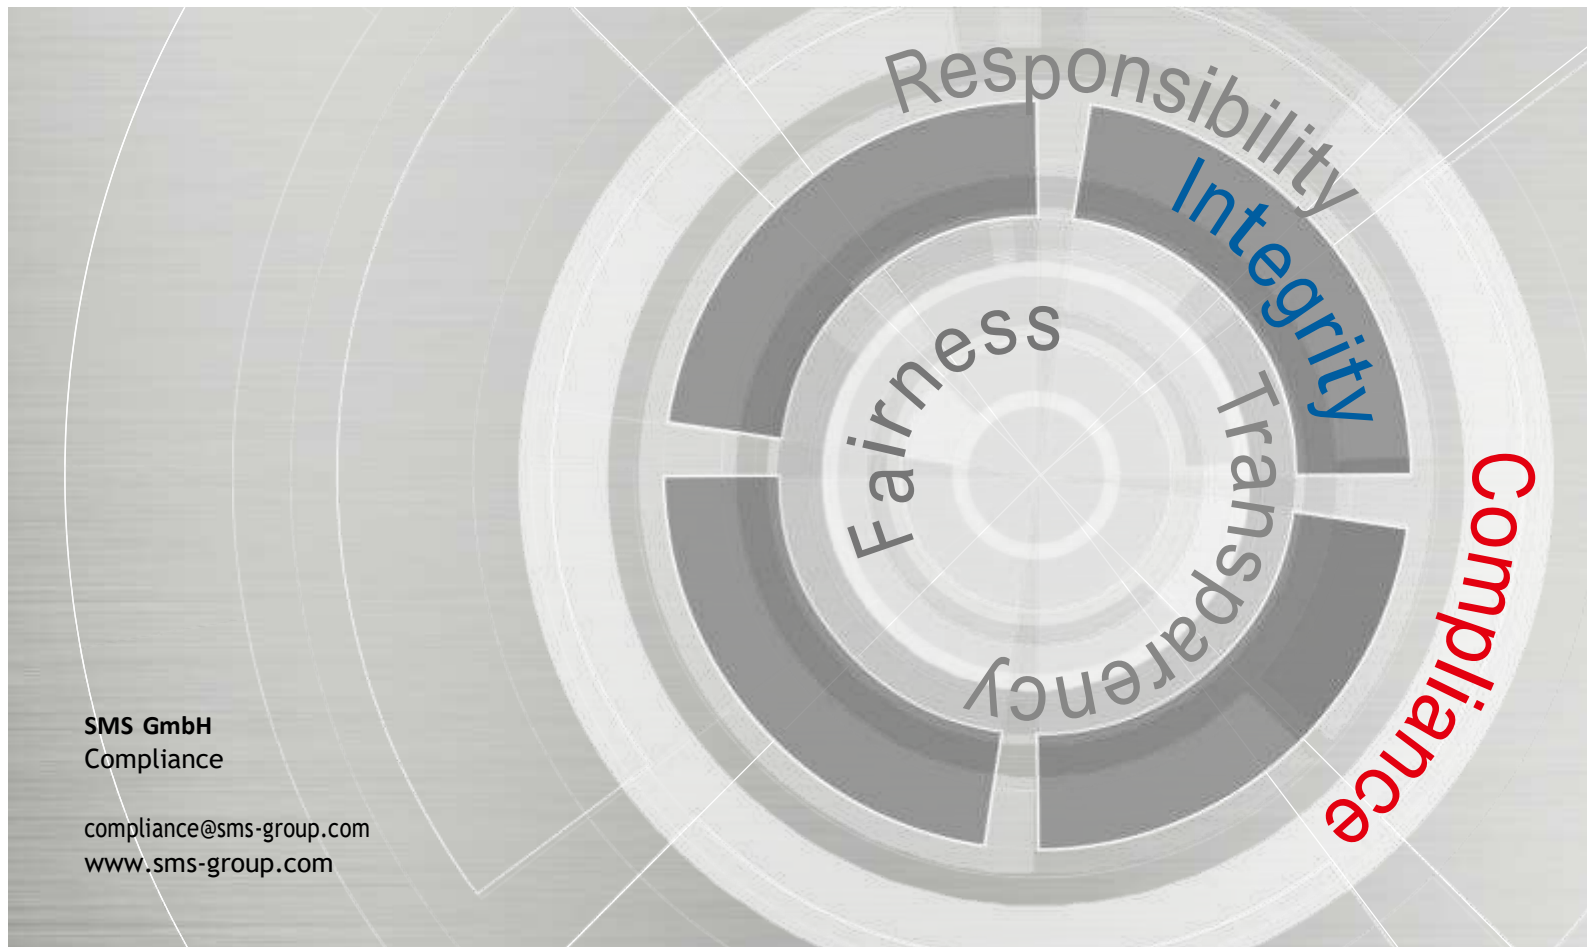 Responsibility
Integrity
Fairness
Transparency
Compliance
SMS GmbH
Compliance
compliance@sms-group.com
www.sms-group.com